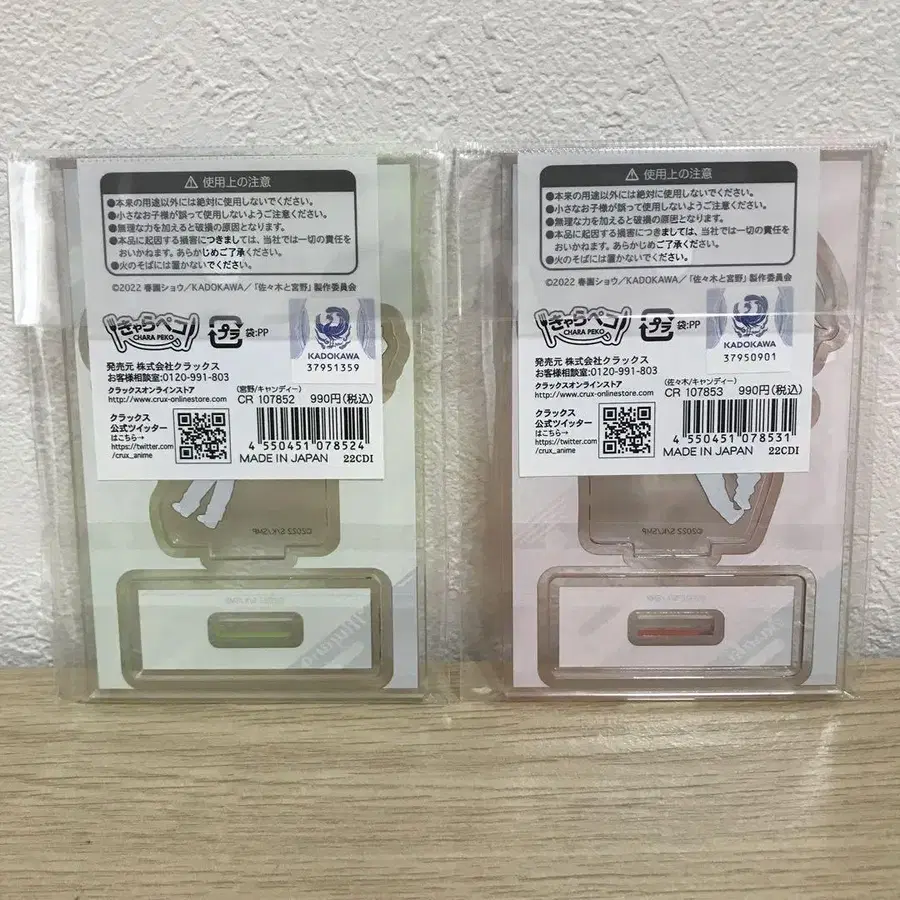 ⚠ 使用上の注意
●本来の用途以外には絶対に使用しないでください。
●小さなお子様が誤って使用しないようご注意ください。
●無理な力を加えると破損の原因となります。
●本品に起因する損害につきましては、当社では一切の責任を
おいかねます。あらかじめご了承ください。
●火のそばには置かないでください。
©2022 春園ショウ/KADOKAWA/「佐々木と宮野」製作委員会
きゃらペコ
CHARA PEKO
プラ
袋:PP
KADOKAWA
37951359
発売元 株式会社クラックス
お客様相談室:0120-991-803
クラックスオンラインストア
http://www.crux-onlinestore.com
(宮野/キャンディー)
CR 107852 990円(税込)
クラックス
公式ツイッター
はこちら→
https://twitter.com
/crux_anime
4 550451 078524
MADE IN JAPAN 22CDI
©2022 S/K/SMP
⚠ 使用上の注意
●本来の用途以外には絶対に使用しないでください。
●小さなお子様が誤って使用しないようご注意ください。
●無理な力を加えると破損の原因となります。
●本品に起因する損害につきましては、当社では一切の責任を
おいかねます。あらかじめご了承ください。
●火のそばには置かないでください。
©2022 春園ショウ/KADOKAWA/「佐々木と宮野」製作委員会
きゃらペコ
CHARA PEKO
プラ
袋:PP
KADOKAWA
37950901
発売元 株式会社クラックス
お客様相談室:0120-991-803
クラックスオンラインストア
http://www.crux-onlinestore.com
(佐々木/キャンディー)
CR 107853 990円(税込)
クラックス
公式ツイッター
はこちら→
https://twitter.com
/crux_anime
4 550451 078531
MADE IN JAPAN 22CDI
©2022 S/K/SMP